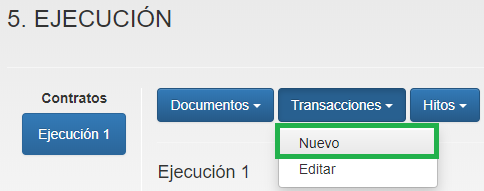 5. EJECUCIÓN
Contratos
Ejecución 1
Documentos
Transacciones
Hitos
Nuevo
Editar
Ejecución 1